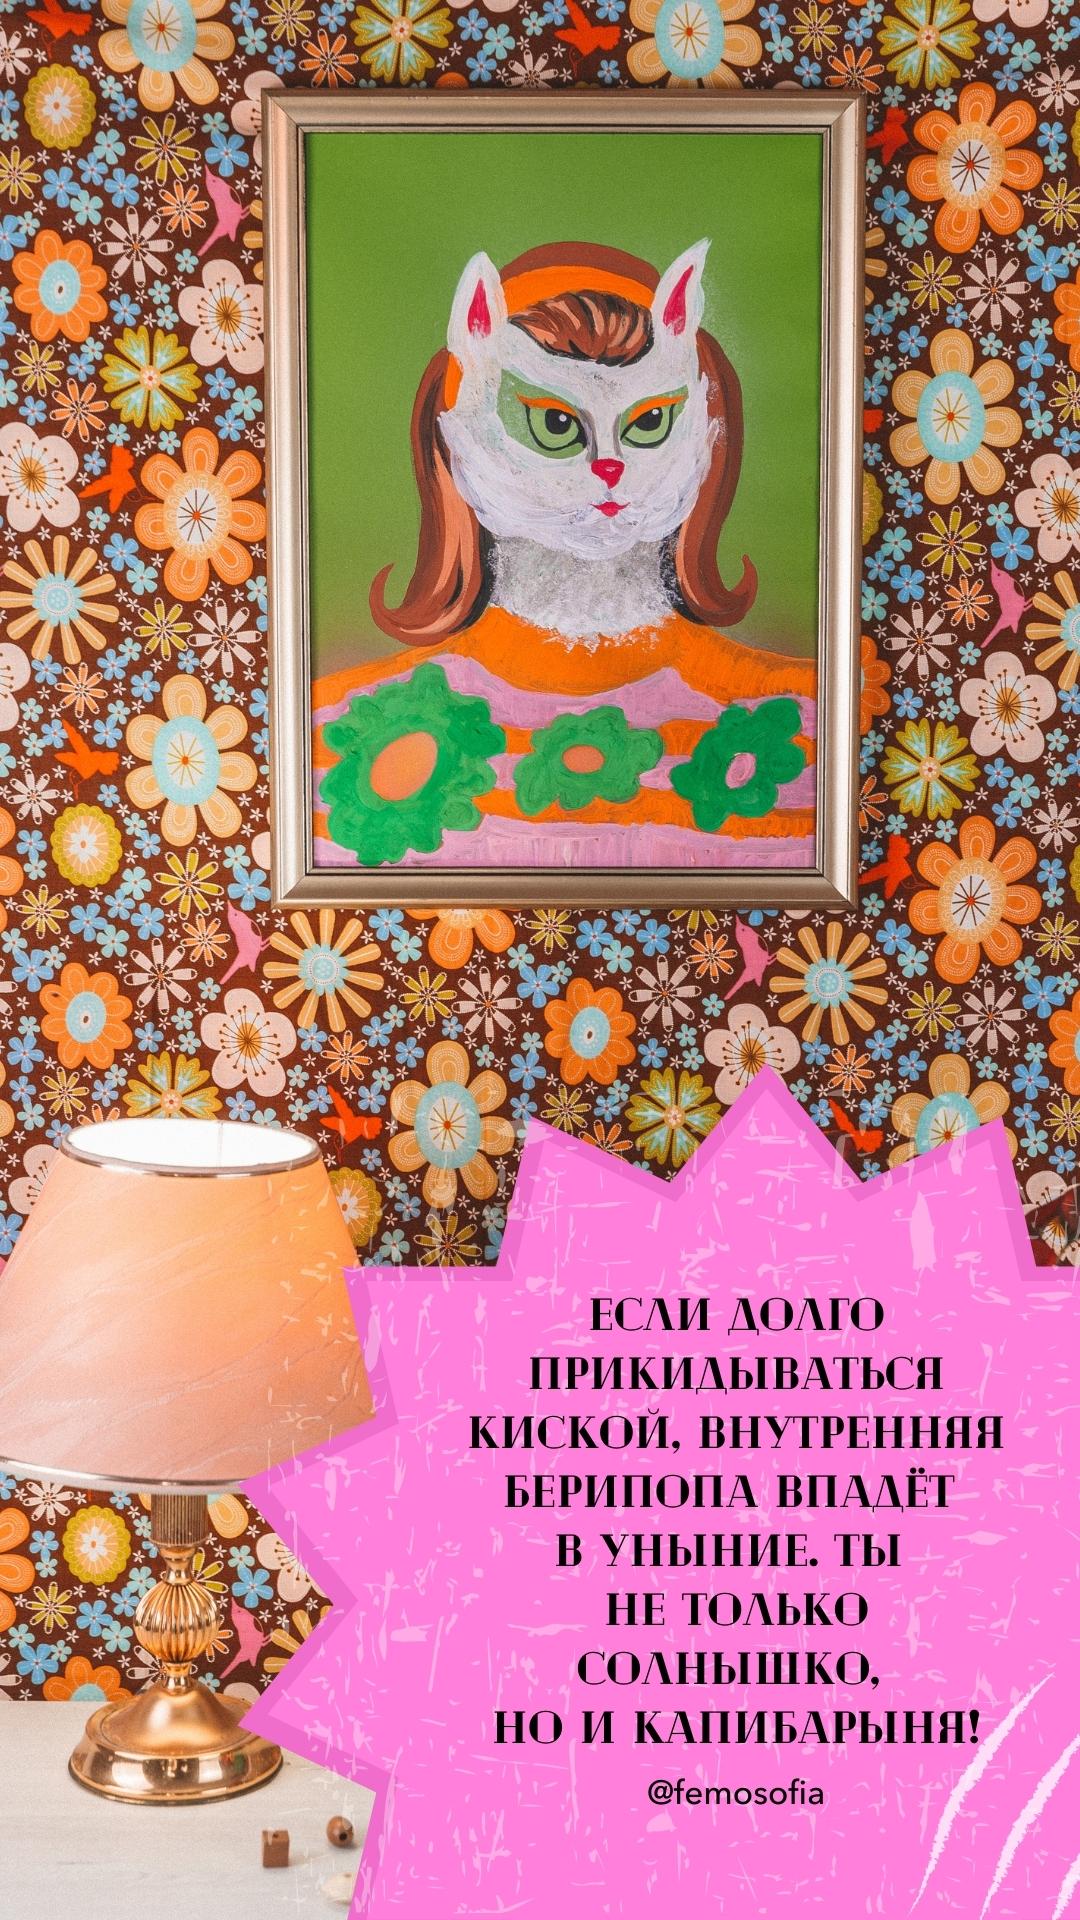 ЕСЛИ ДОЛГО
ПРИКИДЫВАТЬСЯ
КИСКОЙ, ВНУТРЕННЯЯ
БЕРИПОПА ВПАДЁТ
В УНЫНИЕ. ТЫ
НЕ ТОЛЬКО
СОЛНЫШКО,
НО И КАПИБАРЫНЯ!
@femosofia